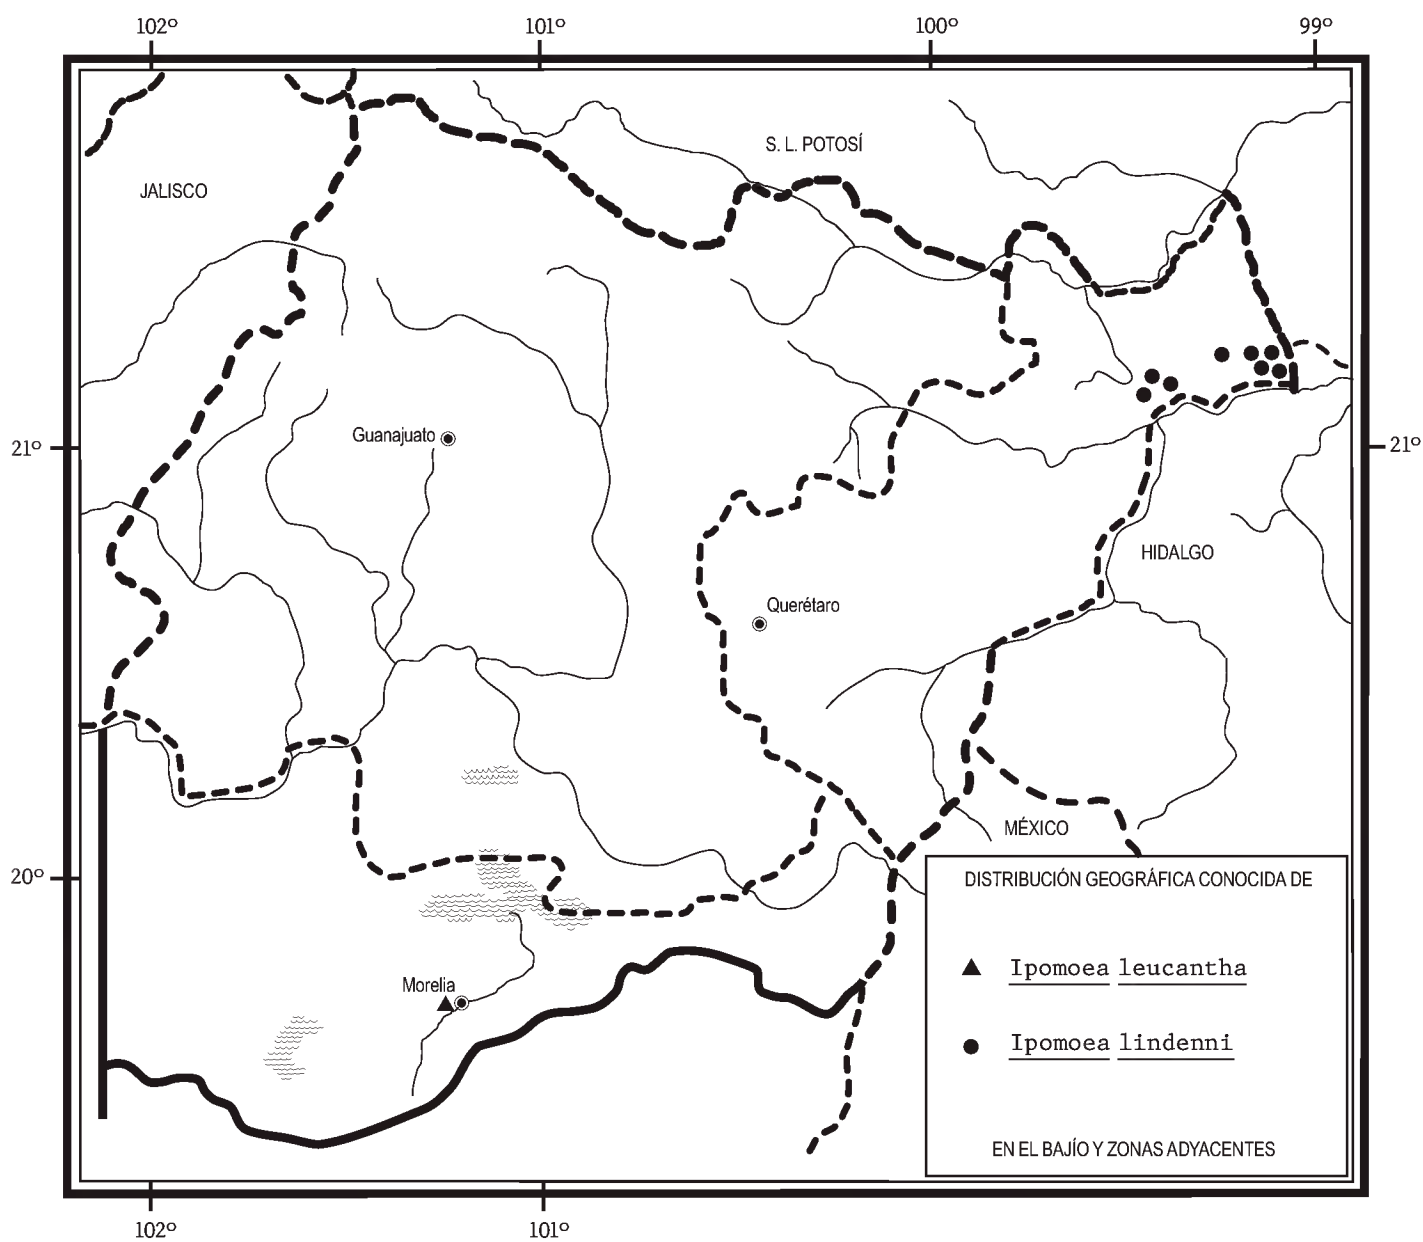 102º 101º 100º 99º
S. L. POTOSÍ
JALISCO
Guanajuato
21º 21º
HIDALGO
Querétaro
MÉXICO
20º
DISTRIBUCIÓN GEOGRÁFICA CONOCIDA DE
Ipomoea leucantha
Morelia
Ipomoea lindenni
EN EL BAJÍO Y ZONAS ADYACENTES
102º 101º